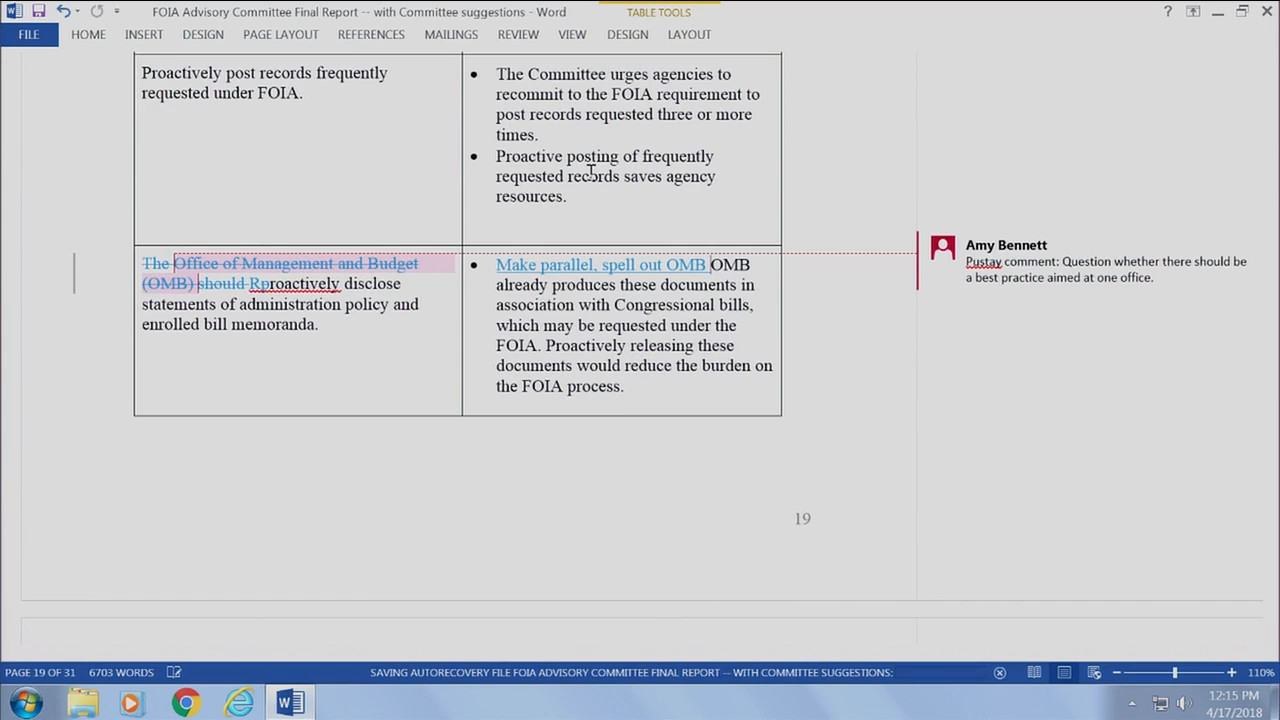 FOIA Advisory Committee Final Report -- with Committee suggestions - Word
TABLE TOOLS
?
FILE HOME INSERT DESIGN PAGE LAYOUT REFERENCES MAILINGS REVIEW VIEW DESIGN LAYOUT
Proactively post records frequently
requested under FOIA.
• The Committee urges agencies to
recommit to the FOIA requirement to
post records requested three or more
times.
• Proactive posting of frequently
requested records saves agency
resources.
The Office of Management and Budget
(OMB) should Rproactively disclose
statements of administration policy and
enrolled bill memoranda.
• Make parallel, spell out OMB OMB
already produces these documents in
association with Congressional bills,
which may be requested under the
FOIA. Proactively releasing these
documents would reduce the burden on
the FOIA process.
Amy Bennett
Pustay comment: Question whether there should be
a best practice aimed at one office.
19
PAGE 19 OF 31 6703 WORDS SAVING AUTORECOVERY FILE FOIA ADVISORY COMMITTEE FINAL REPORT -- WITH COMMITTEE SUGGESTIONS: 110%
12:15 PM
4/17/2018